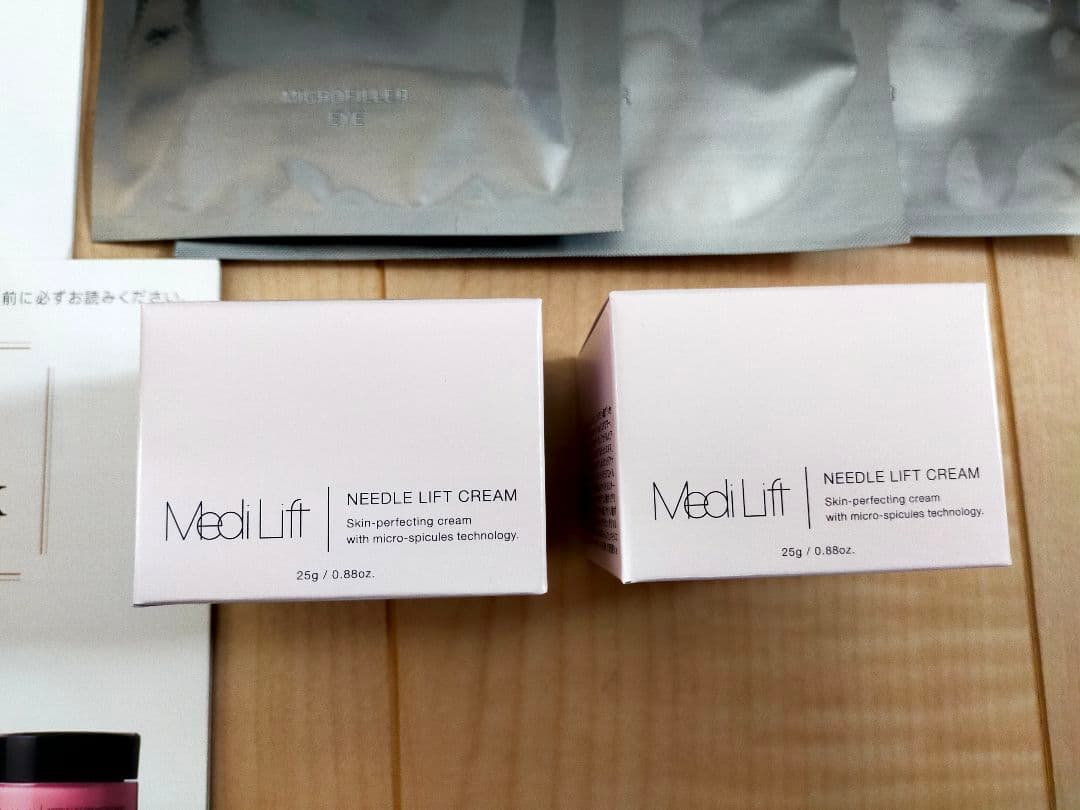 MICROFILLER
EYE
前に必ずお読みください。
Medi Lift
NEEDLE LIFT CREAM
Skin-perfecting cream
with micro-spicules technology.
25g / 0.88oz.
Medi Lift
NEEDLE LIFT CREAM
Skin-perfecting cream
with micro-spicules technology.
25g / 0.88oz.